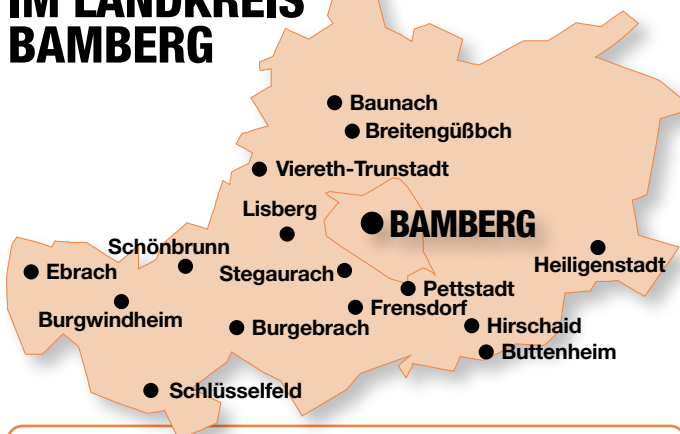 IM LANDKREIS
BAMBERG
Baunach
Breitengüßbch
Viereth-Trunstadt
Lisberg
BAMBERG
Schönbrunn
Heiligenstadt
Ebrach
Stegaurach
Pettstadt
Burgwindheim
Frensdorf
Burgebrach
Hirschaid
Buttenheim
Schlüsselfeld